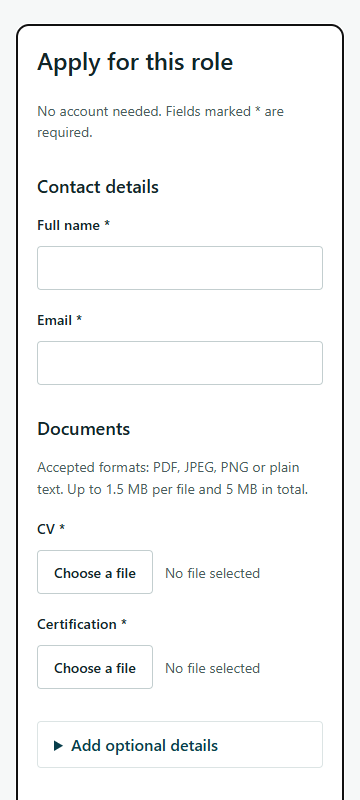 Apply for this role
No account needed. Fields marked * are
required.
Contact details
Full name *
Email *
Documents
Accepted formats: PDF, JPEG, PNG or plain
text. Up to 1.5 MB per file and 5 MB in total.
CV *
Choose a file No file selected
Certification *
Choose a file No file selected
▶ Add optional details